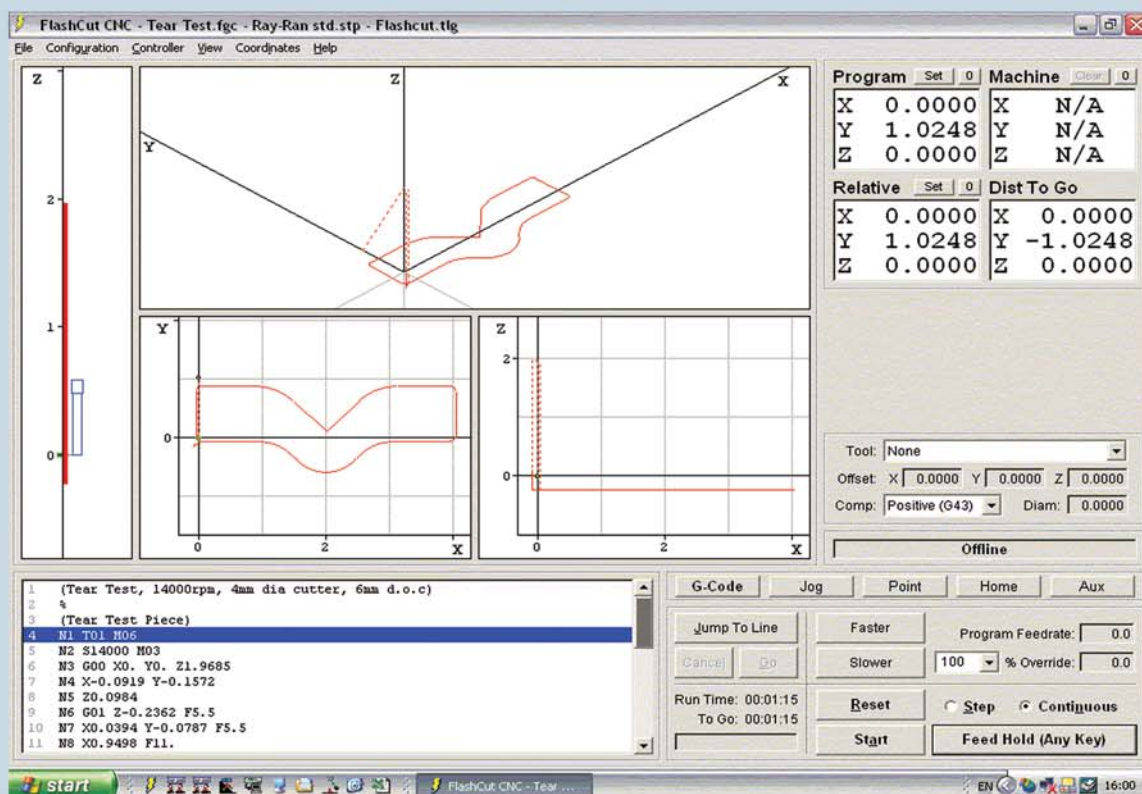 FlashCut CNC - Tear Test.fgc - Ray-Ran std.stp - Flashcut.tlg
File Configuration Controller View Coordinates Help
Z
2
1
0
Z
X
Y
Y
0
0 2 X
Z
2
0
0 2 X
Program Set 0 Machine Clear 0
X 0.0000 X N/A
Y 1.0248 Y N/A
Z 0.0000 Z N/A
Relative Set 0 Dist To Go
X 0.0000 X 0.0000
Y 1.0248 Y -1.0248
Z 0.0000 Z 0.0000
Tool: None
Offset: X 0.0000 Y 0.0000 Z 0.0000
Comp: Positive (G43) Diam: 0.0000
Offline
1 (Tear Test, 14000rpm, 4mm dia cutter, 6mm d.o.c)
2 %
3 (Tear Test Piece)
4 N1 T01 M06
5 N2 S14000 M03
6 N3 G00 X0. Y0. Z1.9685
7 N4 X-0.0919 Y-0.1572
8 N5 Z0.0984
9 N6 G01 Z-0.2362 F5.5
10 N7 X0.0394 Y-0.0787 F5.5
11 N8 X0.9498 F11.
G-Code Jog Point Home Aux
Jump To Line Faster Program Feedrate: 0.0
Cancel Go Slower 100 % Override: 0.0
Run Time: 00:01:15
To Go: 00:01:15
Reset Step Continuous
Start Feed Hold (Any Key)
start FlashCut CNC - Tear ... EN 16:00